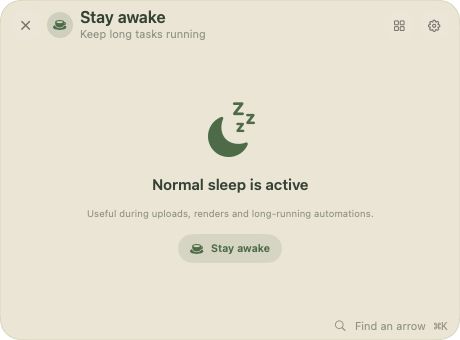 Stay awake
Keep long tasks running
z z z
Normal sleep is active
Useful during uploads, renders and long-running automations.
Stay awake
Find an arrow ⌘K